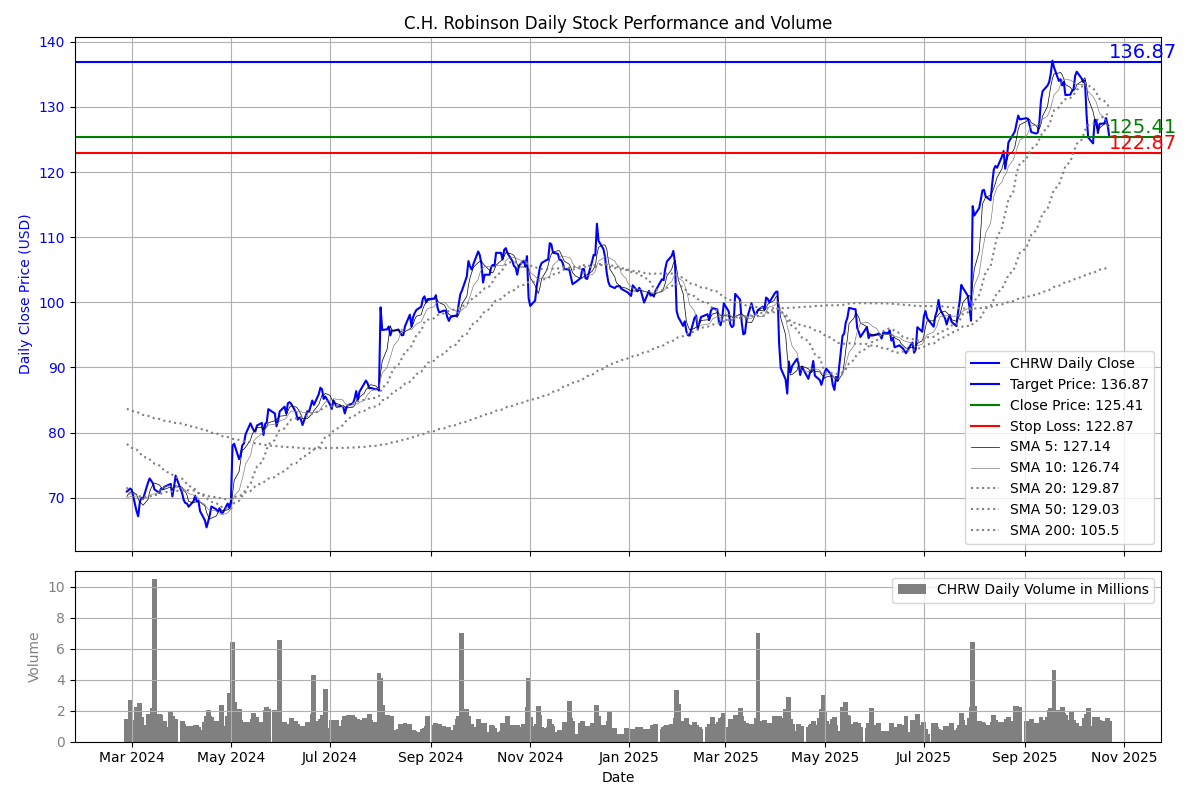 C.H. Robinson Daily Stock Performance and Volume
140
130
120
110
100
90
80
70
Daily Close Price (USD)
136.87
125.41
122.87
CHRW Daily Close
Target Price: 136.87
Close Price: 125.41
Stop Loss: 122.87
SMA 5: 127.14
SMA 10: 126.74
SMA 20: 129.87
SMA 50: 129.03
SMA 200: 105.5
10
8
6
4
2
0
Volume
CHRW Daily Volume in Millions
Mar 2024 May 2024 Jul 2024 Sep 2024 Nov 2024 Jan 2025 Mar 2025 May 2025 Jul 2025 Sep 2025 Nov 2025
Date